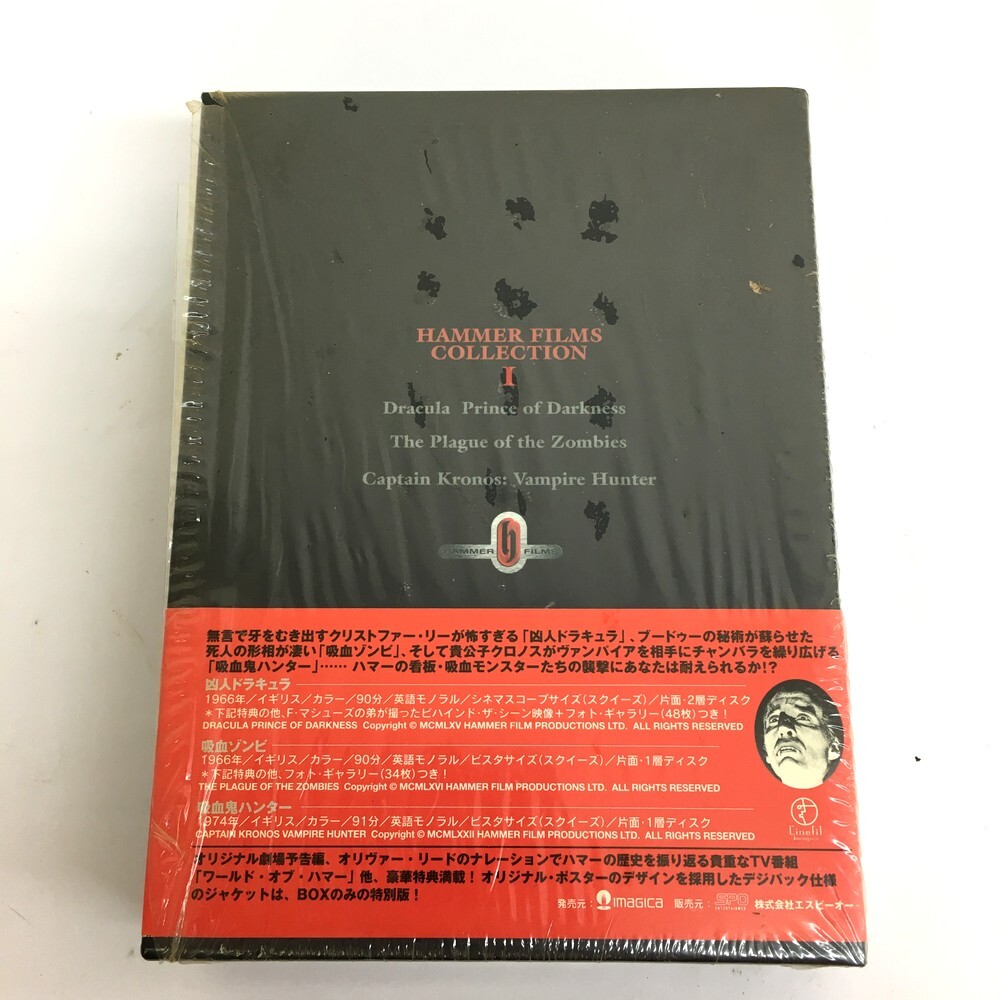 HAMMER FILMS
COLLECTION
I
Dracula Prince of Darkness
The Plague of the Zombies
Captain Kronos: Vampire Hunter
HAMMER h FILMS
無言で牙をむき出すクリストファー・リーが怖すぎる「凶人ドラキュラ」、ブードゥーの秘術が蘇らせた
死人の形相が凄い「吸血ゾンビ」、そして貴公子クロノスがヴァンパイアを相手にチャンバラを繰り広げる
「吸血鬼ハンター」…… ハマーの看板・吸血モンスターたちの襲撃にあなたは耐えられるか!?
凶人ドラキュラ
1966年/イギリス/カラー/90分/英語モノラル/シネマスコープサイズ(スクイーズ)/片面・2層ディスク
*下記特典の他、F・マシューズの弟が撮ったビハインド・ザ・シーン映像+フォト・ギャラリー(48枚)つき!
DRACULA PRINCE OF DARKNESS Copyright © MCMLXV HAMMER FILM PRODUCTIONS LTD. ALL RIGHTS RESERVED
吸血ゾンビ
1966年/イギリス/カラー/90分/英語モノラル/ビスタサイズ(スクイーズ)/片面・1層ディスク
*下記特典の他、フォト・ギャラリー(34枚)つき!
THE PLAGUE OF THE ZOMBIES Copyright © MCMLXVI HAMMER FILM PRODUCTIONS LTD. ALL RIGHTS RESERVED
吸血鬼ハンター
1974年/イギリス/カラー/91分/英語モノラル/ビスタサイズ(スクイーズ)/片面・1層ディスク
CAPTAIN KRONOS VAMPIRE HUNTER Copyright © MCMLXXII HAMMER FILM PRODUCTIONS LTD. ALL RIGHTS RESERVED
Cinefil
オリジナル劇場予告編、オリヴァー・リードのナレーションでハマーの歴史を振り返る貴重なTV番組
「ワールド・オブ・ハマー」他、豪華特典満載! オリジナル・ポスターのデザインを採用したデジパック仕様
のジャケットは、BOXのみの特別版!
発売元: IMAGICA 販売元: SPO ENTERTAINMENT 株式会社エスピーオー